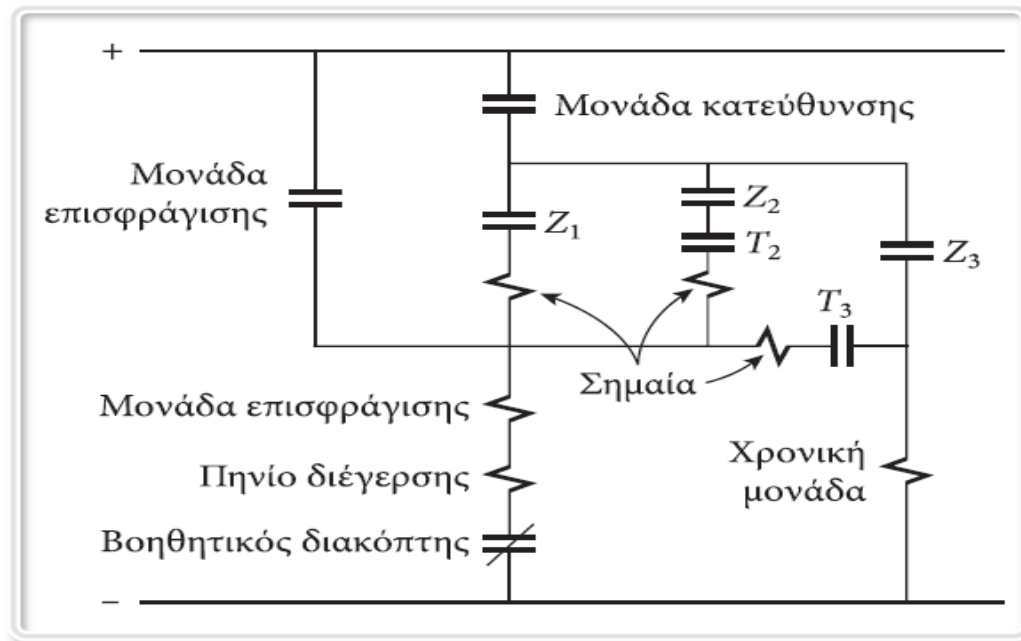 +
Μονάδα κατεύθυνσης
Μονάδα
επισφράγισης
Z1
Z2
T2
Z3
T3
Σημαία
Μονάδα επισφράγισης
Πηνίο διέγερσης
Βοηθητικός διακόπτης
Χρονική
μονάδα
−